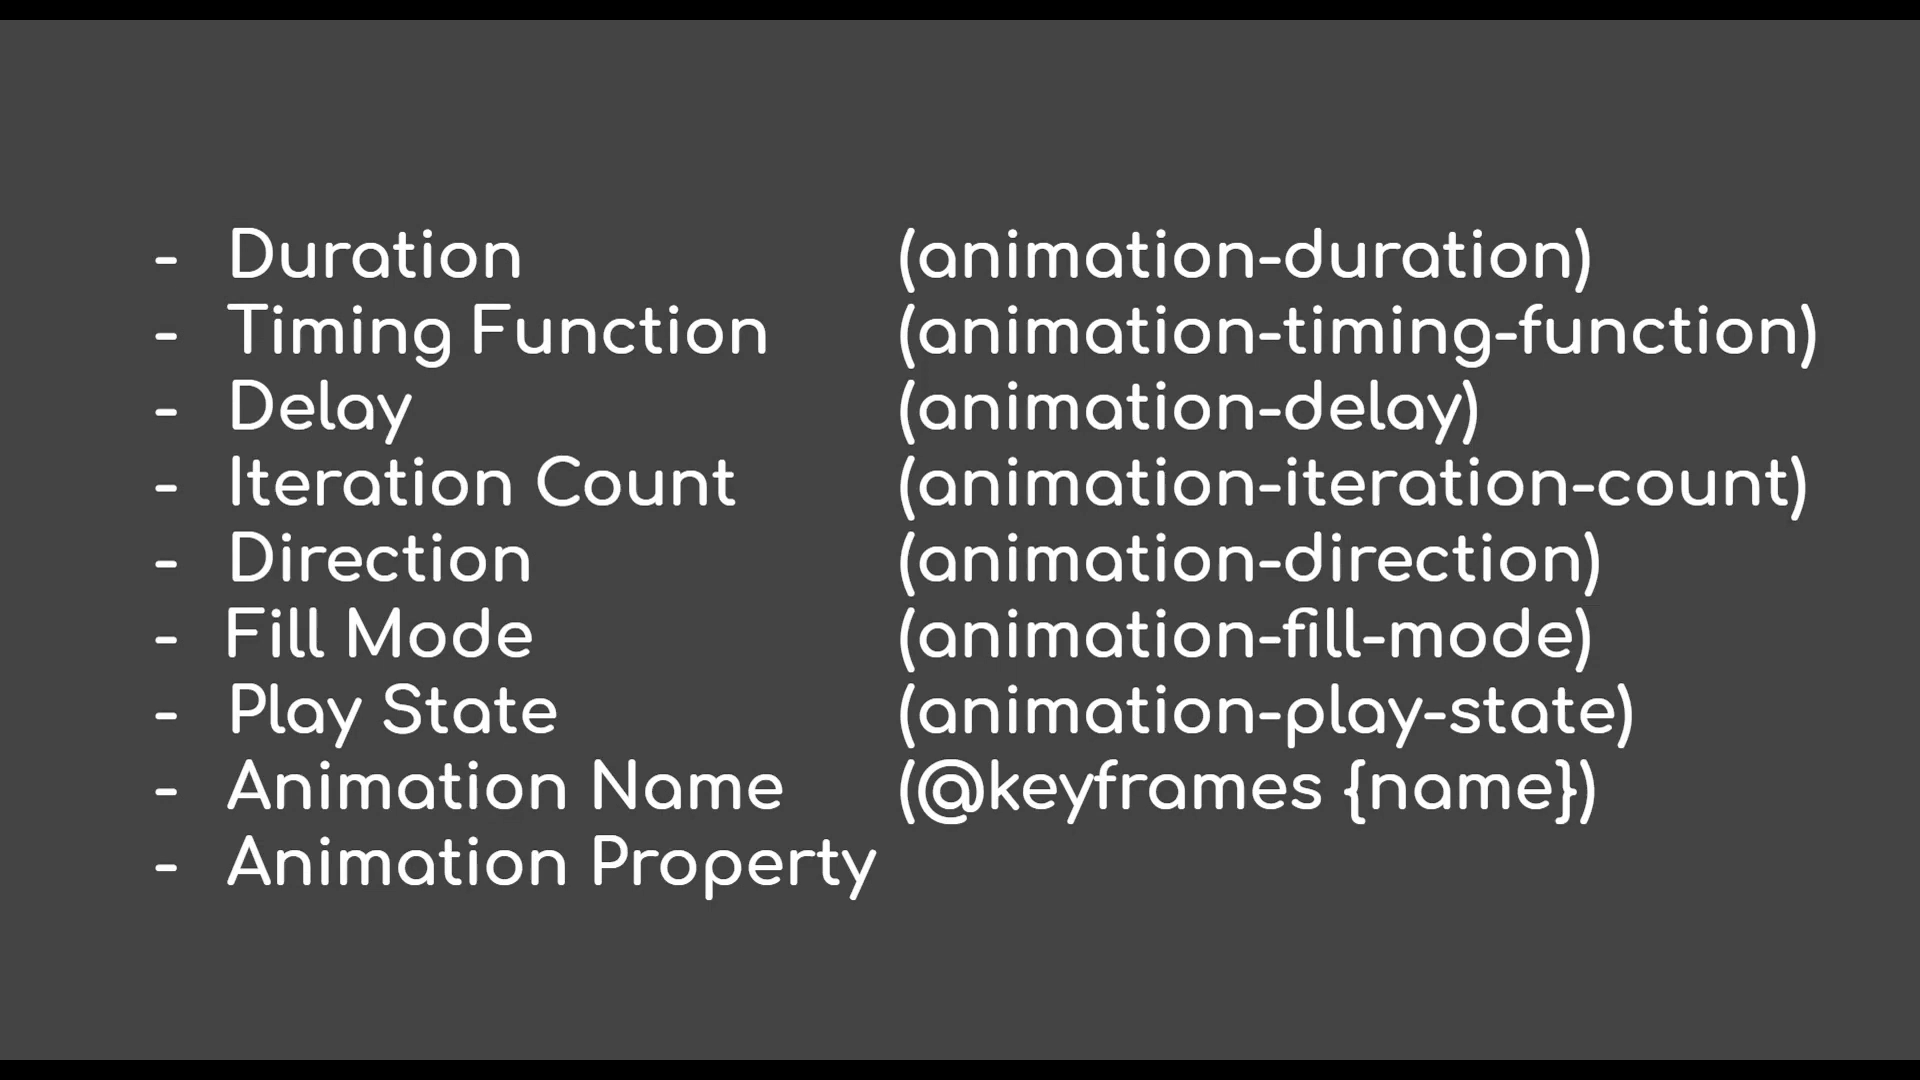 - Duration (animation-duration)
- Timing Function (animation-timing-function)
- Delay (animation-delay)
- Iteration Count (animation-iteration-count)
- Direction (animation-direction)
- Fill Mode (animation-fill-mode)
- Play State (animation-play-state)
- Animation Name (@keyframes {name})
- Animation Property